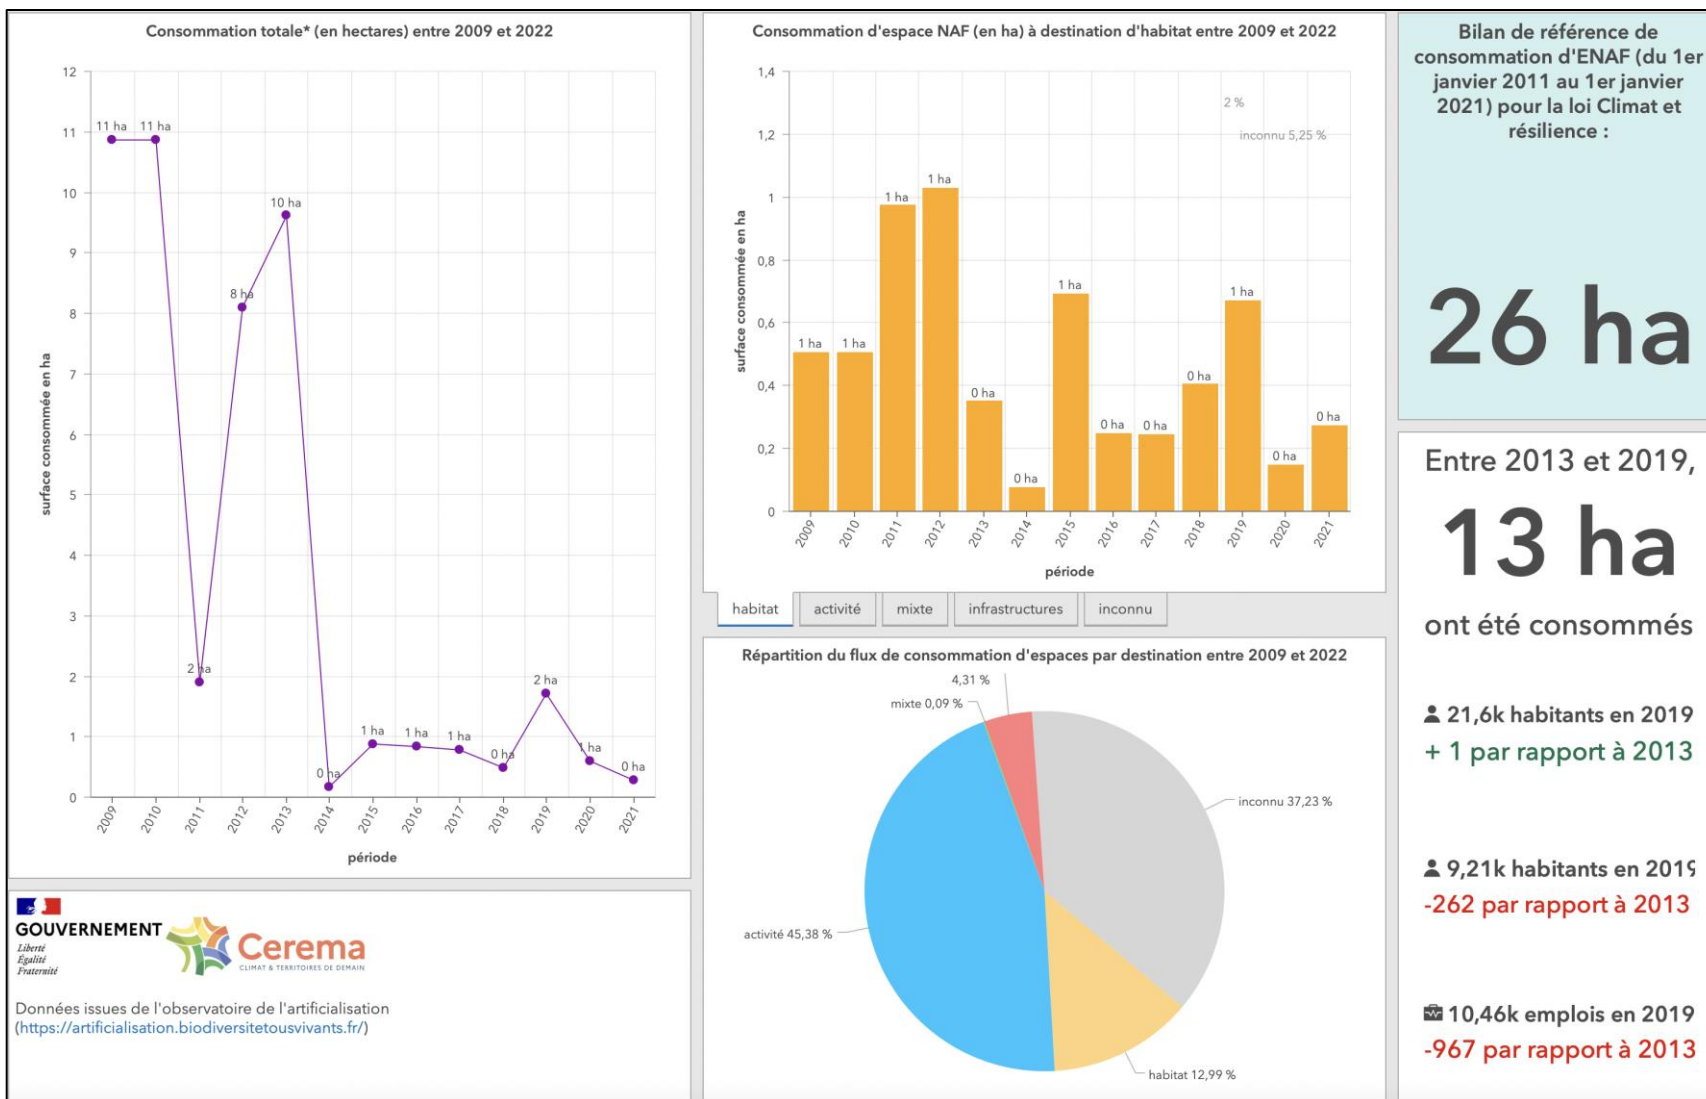 Consommation totale* (en hectares) entre 2009 et 2022
12
11
10
9
8
7
6
5
4
3
2
1
0
surface consommée en ha
11 ha
11 ha
2 ha
8 ha
10 ha
0 ha
1 ha
1 ha
1 ha
0 ha
2 ha
1 ha
0 ha
2009
2010
2011
2012
2013
2014
2015
2016
2017
2018
2019
2020
2021
période
GOUVERNEMENT
Liberté
Égalité
Fraternité
Cerema
CLIMAT & TERRITOIRES DE DEMAIN
Données issues de l'observatoire de l'artificialisation
(https://artificialisation.biodiversitetousvivants.fr/)
Consommation d'espace NAF (en ha) à destination d'habitat entre 2009 et 2022
1,4
1,2
1
0,8
0,6
0,4
0,2
0
surface consommée en ha
2 %
inconnu 5,25 %
1 ha
1 ha
1 ha
1 ha
0 ha
0 ha
1 ha
0 ha
0 ha
0 ha
1 ha
0 ha
0 ha
2009
2010
2011
2012
2013
2014
2015
2016
2017
2018
2019
2020
2021
période
habitat
activité
mixte
infrastructures
inconnu
Répartition du flux de consommation d'espaces par destination entre 2009 et 2022
4,31 %
mixte 0,09 %
inconnu 37,23 %
activité 45,38 %
habitat 12,99 %
Bilan de référence de
consommation d'ENAF (du 1er
janvier 2011 au 1er janvier
2021) pour la loi Climat et
résilience :
26 ha
Entre 2013 et 2019,
13 ha
ont été consommés
21,6k habitants en 2019
+ 1 par rapport à 2013
9,21k habitants en 2019
-262 par rapport à 2013
10,46k emplois en 2019
-967 par rapport à 2013